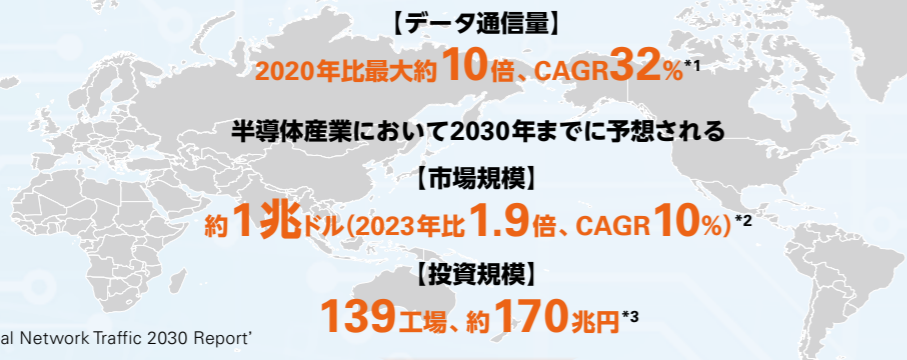 【データ通信量】
2020年比最大約10倍、CAGR32%*1
半導体産業において2030年までに予想される
【市場規模】
約1兆ドル(2023年比1.9倍、CAGR10%)*2
【投資規模】
139工場、約170兆円*3
Network Traffic 2030 Report'